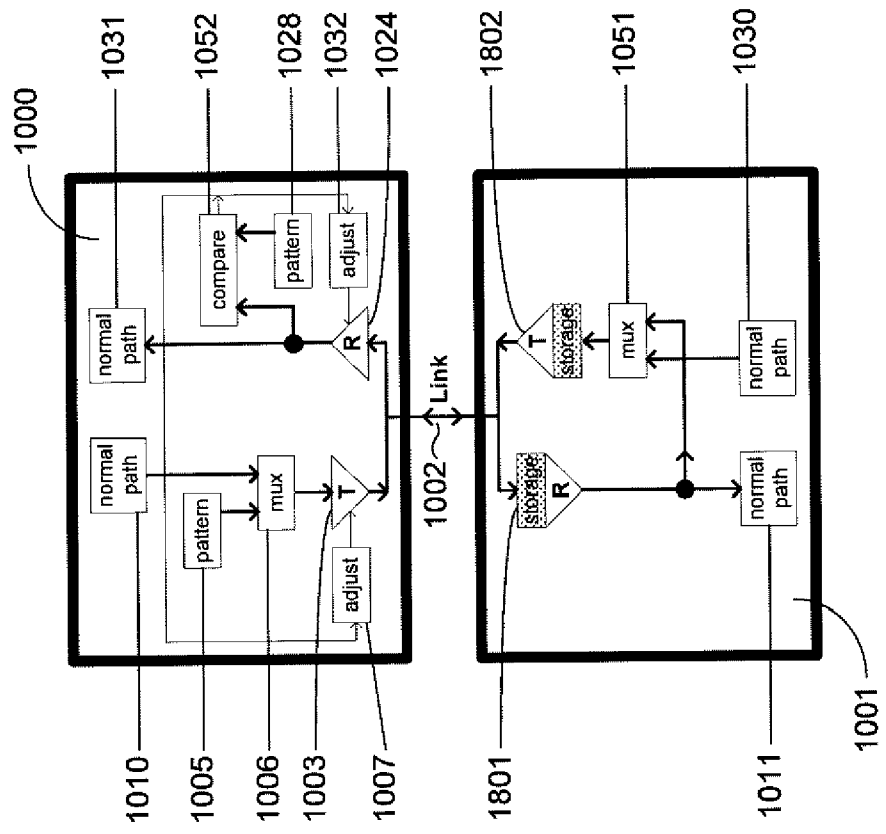 1010
1005
1006
1003
1007
1801
1011
1001
1031
1052
1028
1032
1024
1802
1051
1030
1000
1002
Link
normal path
pattern
mux
T
adjust
normal path
compare
pattern
adjust
R
storage
R
normal path
T
storage
mux
normal path